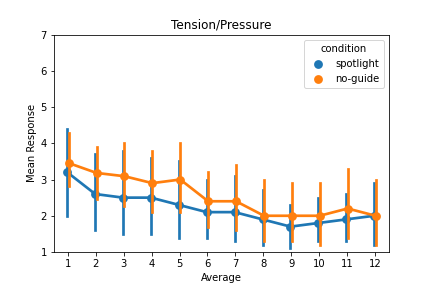 Tension/Pressure
condition
spotlight
no-guide
Mean Response
7
6
5
4
3
2
1
1 2 3 4 5 6 7 8 9 10 11 12
Average